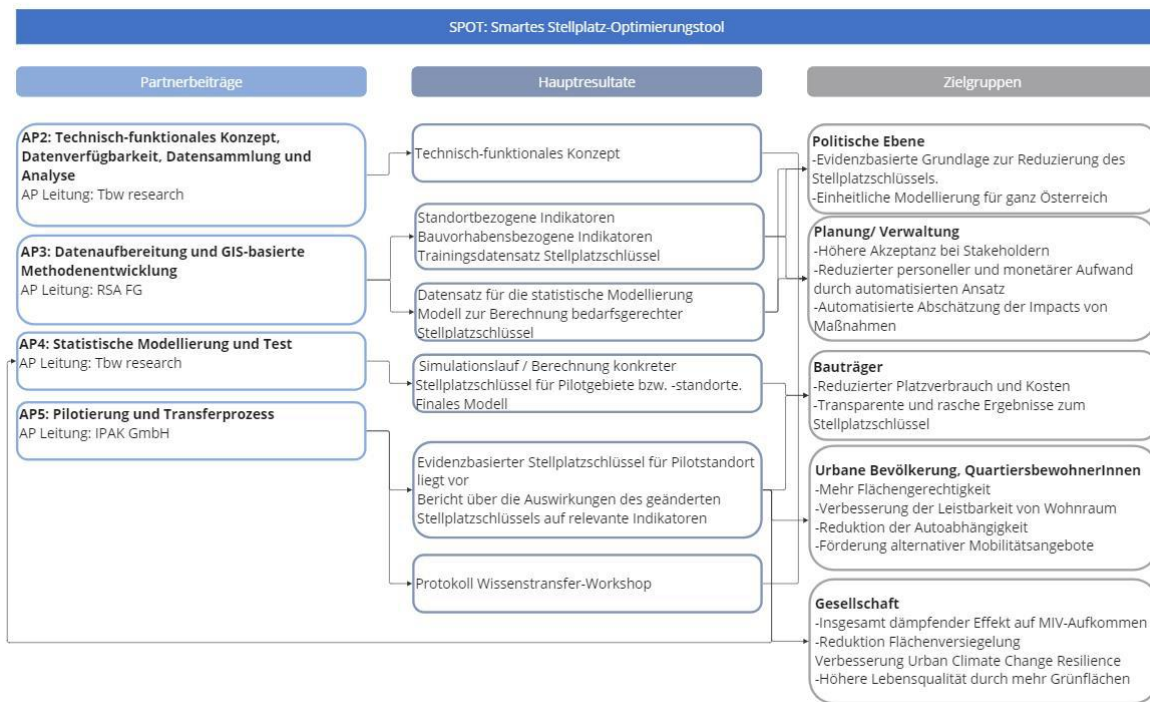 SPOT: Smartes Stellplatz-Optimierungstool
Partnerbeiträge
Hauptresultate
Zielgruppen
AP2: Technisch-funktionales Konzept,
Datenverfügbarkeit, Datensammlung und
Analyse
AP Leitung: Tbw research
AP3: Datenaufbereitung und GIS-basierte
Methodenentwicklung
AP Leitung: RSA FG
AP4: Statistische Modellierung und Test
AP Leitung: Tbw research
AP5: Pilotierung und Transferprozess
AP Leitung: IPAK GmbH
Technisch-funktionales Konzept
Standortbezogene Indikatoren
Bauvorhabensbezogene Indikatoren
Trainingsdatensatz Stellplatzschlüssel
Datensatz für die statistische Modellierung
Modell zur Berechnung bedarfsgerechter
Stellplatzschlüssel
Simulationslauf / Berechnung konkreter
Stellplatzschlüssel für Pilotgebiete bzw. -standorte.
Finales Modell
Evidenzbasierter Stellplatzschlüssel für Pilotstandort
liegt vor
Bericht über die Auswirkungen des geänderten
Stellplatzschlüssels auf relevante Indikatoren
Protokoll Wissenstransfer-Workshop
Politische Ebene
-Evidenzbasierte Grundlage zur Reduzierung des
Stellplatzschlüssels.
-Einheitliche Modellierung für ganz Österreich
Planung/ Verwaltung
-Höhere Akzeptanz bei Stakeholdern
-Reduzierter personeller und monetärer Aufwand
durch automatisierten Ansatz
-Automatisierte Abschätzung der Impacts von
Maßnahmen
Bauträger
-Reduzierter Platzverbrauch und Kosten
-Transparente und rasche Ergebnisse zum
Stellplatzschlüssel
Urbane Bevölkerung, QuartiersbewohnerInnen
-Mehr Flächengerechtigkeit
-Verbesserung der Leistbarkeit von Wohnraum
-Reduktion der Autoabhängigkeit
-Förderung alternativer Mobilitätsangebote
Gesellschaft
-Insgesamt dämpfender Effekt auf MIV-Aufkommen
-Reduktion Flächenversiegelung
Verbesserung Urban Climate Change Resilience
-Höhere Lebensqualität durch mehr Grünflächen